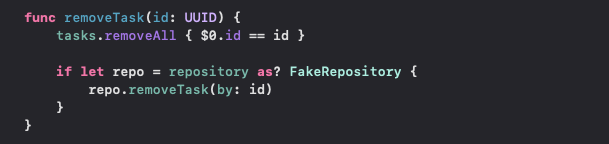 func removeTask(id: UUID) {
    tasks.removeAll { $0.id == id }

    if let repo = repository as? FakeRepository {
        repo.removeTask(by: id)
    }
}